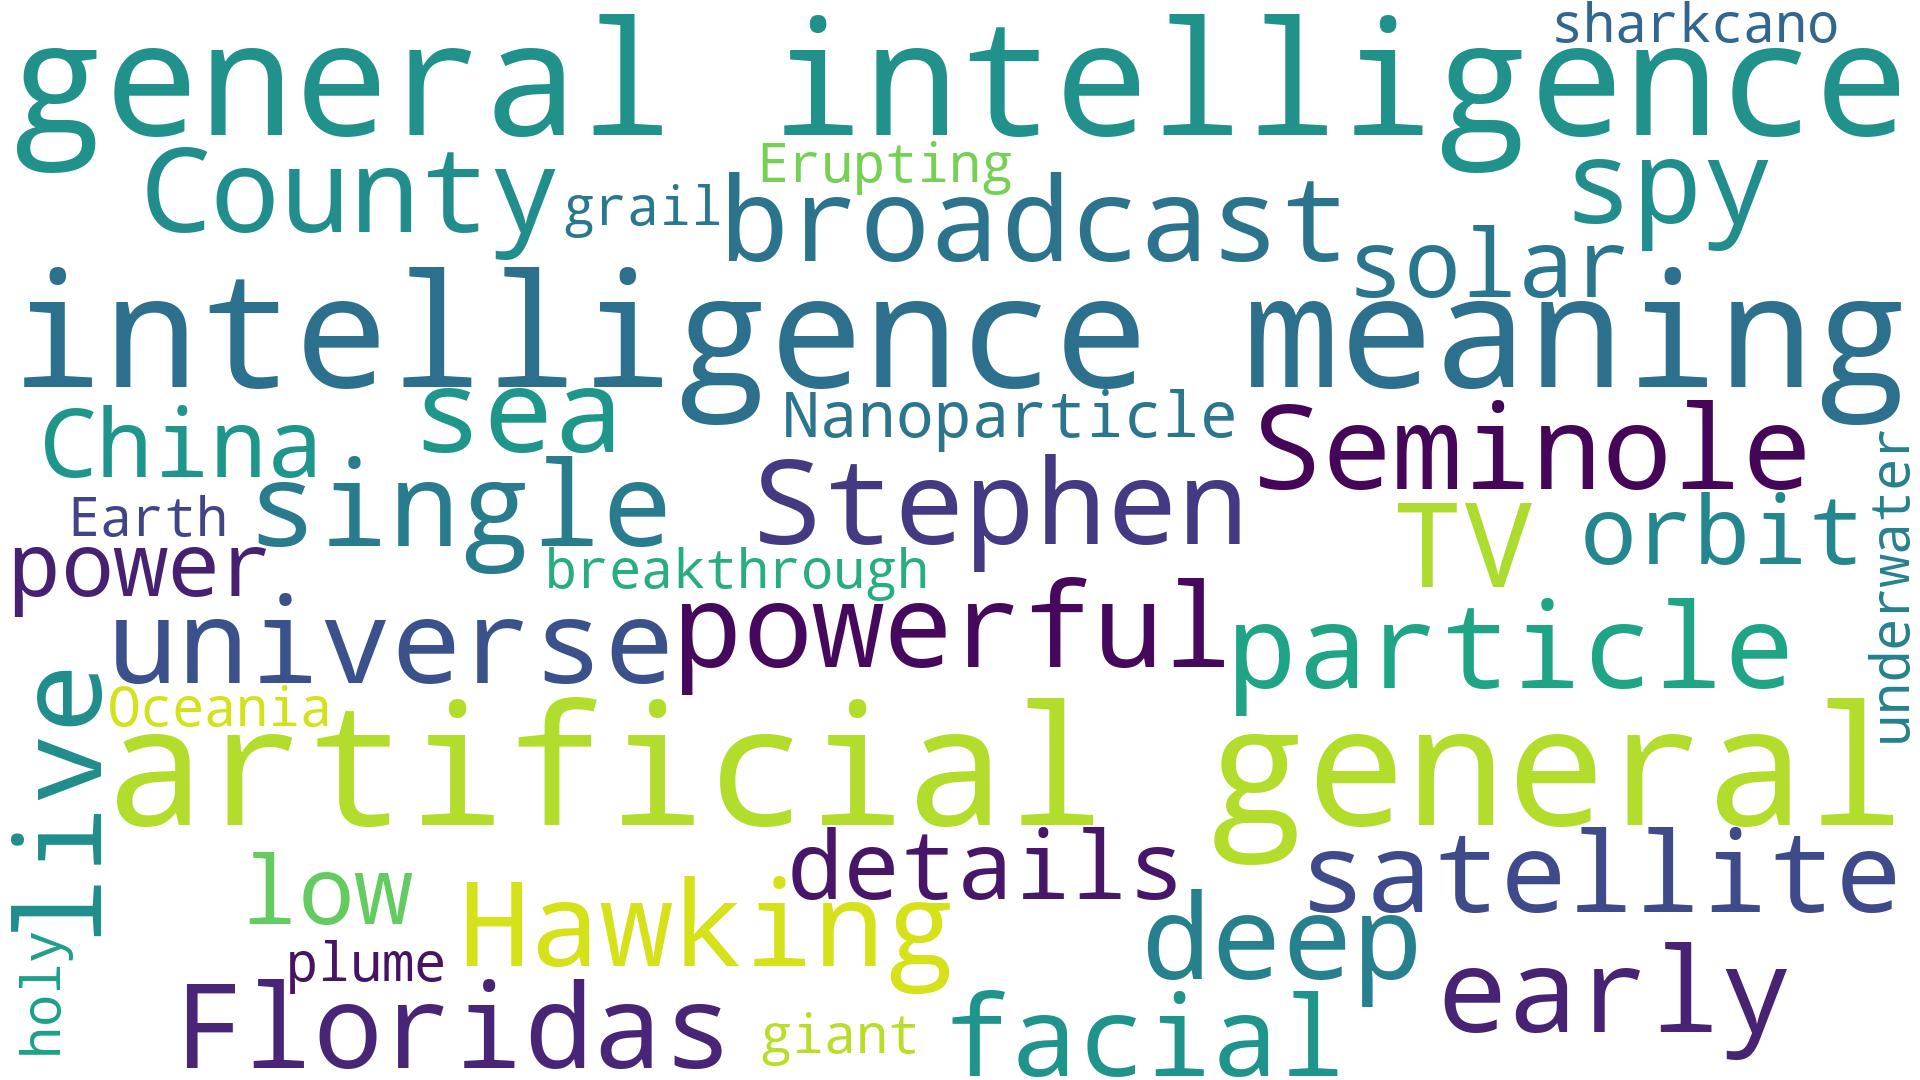 sharkcano
general intelligence
County
Erupting
grail
broadcast
spy
solar
intelligence meaning
China
sea
Nanoparticle
Seminole
Earth
single
Stephen
TV
orbit
underwater
power
breakthrough
universe
powerful
particle
live
Oceania
artificial general
details
satellite
low
Hawking
deep
holy
plume
early
Floridas
giant
facial